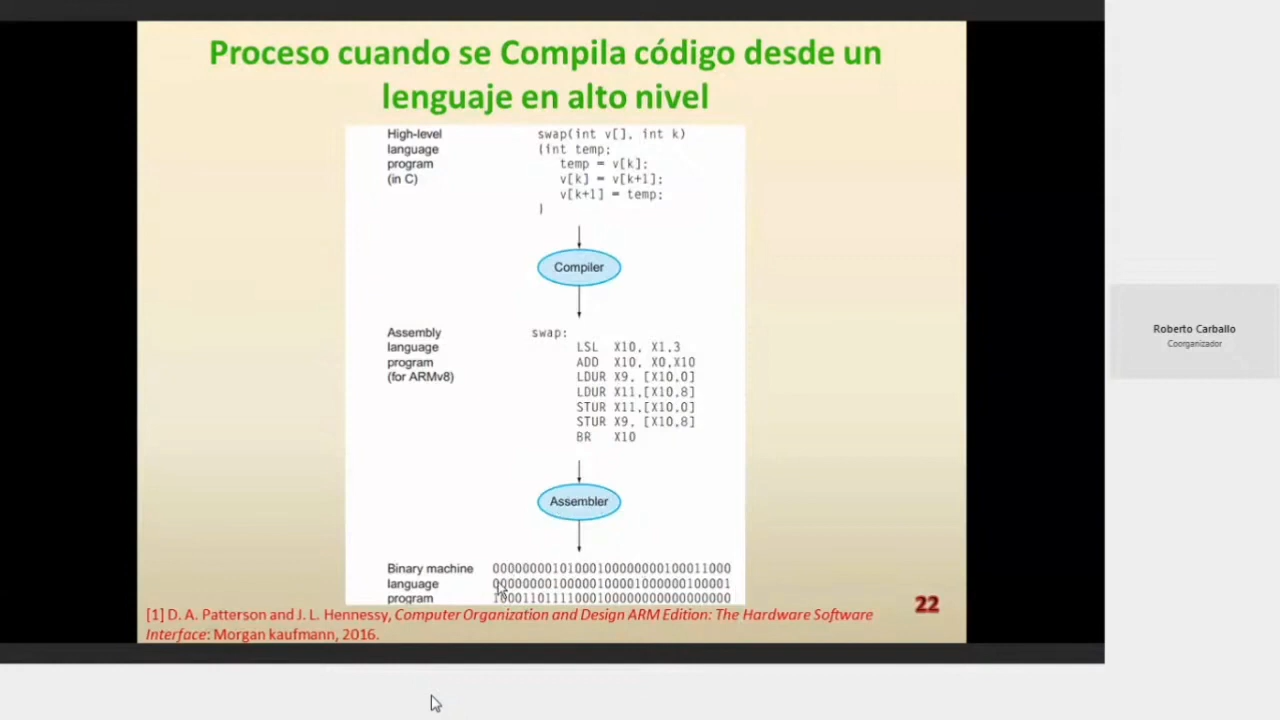 Proceso cuando se Compila código desde un
lenguaje en alto nivel
High-level
language
program
(in C)
swap(int v[], int k)
{int temp;
temp = v[k];
v[k] = v[k+1];
v[k+1] = temp;
}
Compiler
Assembly
language
program
(for ARMv8)
swap:
LSL X10, X1,3
ADD X10, X0,X10
LDUR X9, [X10,0]
LDUR X11,[X10,8]
STUR X11,[X10,0]
STUR X9, [X10,8]
BR X10
Assembler
Binary machine
language
program
00000000101000100000000100011000
[1] D. A. Patterson and J. L. Hennessy, Computer Organization and Design ARM Edition: The Hardware Software
Interface: Morgan kaufmann, 2016.
22
Roberto Carballo
Coorganizador